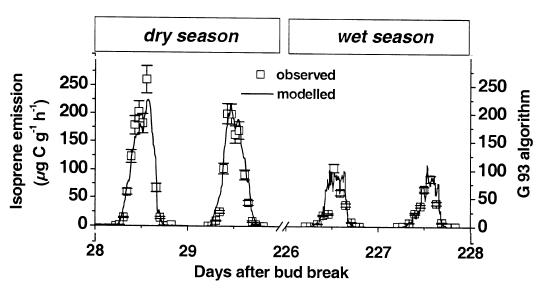 dry season
wet season
observed
modelled
Isoprene emission
(μg C g⁻¹ h⁻¹)
250
200
150
100
50
0
250
200
150
100
50
0
G 93 algorithm
28
29
226
227
228
Days after bud break